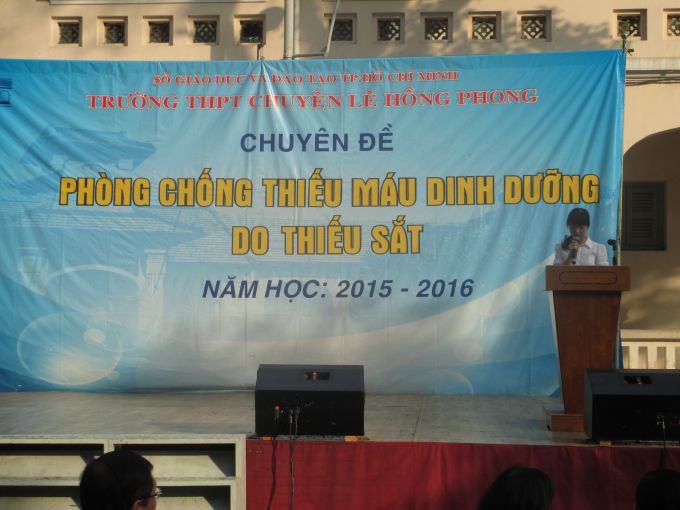 SỞ GIÁO DỤC VÀ ĐÀO TẠO TP.HỒ CHÍ MINH
TRƯỜNG THPT CHUYÊN LÊ HỒNG PHONG
CHUYÊN ĐỀ
PHÒNG CHỐNG THIẾU MÁU DINH DƯỠNG
DO THIẾU SẮT
NĂM HỌC: 2015 - 2016